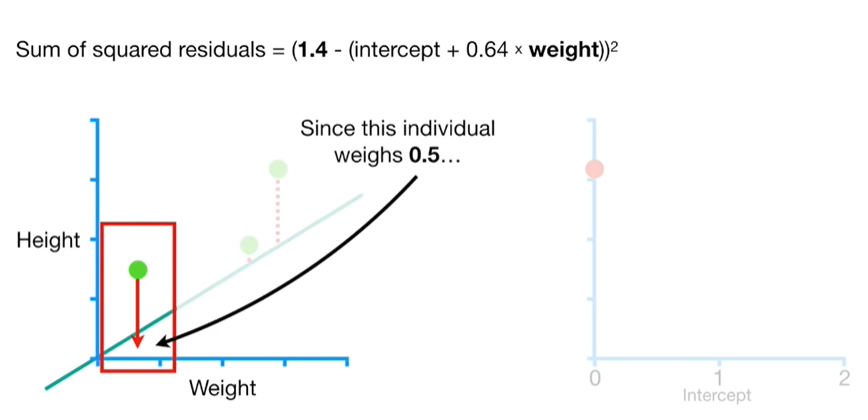 Sum of squared residuals = (1.4 - (intercept + 0.64 × weight))²
Since this individual
weighs 0.5…
Height
Weight
0
1
2
Intercept